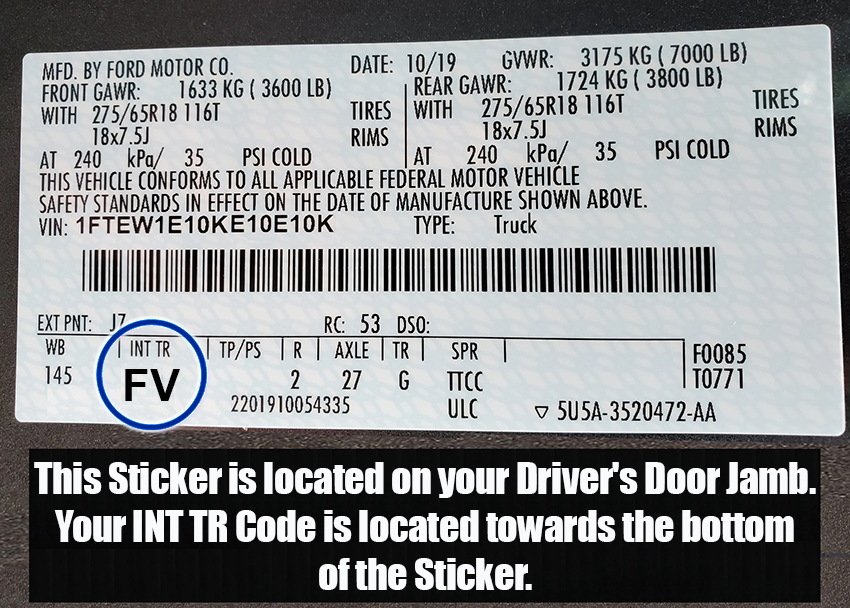 MFD. BY FORD MOTOR CO. DATE: 10/19 GVWR: 3175 KG ( 7000 LB)
FRONT GAWR: 1633 KG ( 3600 LB) REAR GAWR: 1724 KG ( 3800 LB)
WITH 275/65R18 116T TIRES WITH 275/65R18 116T TIRES
18x7.5J RIMS 18x7.5J RIMS
AT 240 kPa/ 35 PSI COLD AT 240 kPa/ 35 PSI COLD
THIS VEHICLE CONFORMS TO ALL APPLICABLE FEDERAL MOTOR VEHICLE
SAFETY STANDARDS IN EFFECT ON THE DATE OF MANUFACTURE SHOWN ABOVE.
VIN: 1FTEW1E10KE10E10K TYPE: Truck
EXT PNT: J7 RC: 53 DSO:
WB INT TR TP/PS R AXLE TR SPR F0085
145 FV 2 27 G TTCC T0771
2201910054335 ULC ▽ 5U5A-3520472-AA
This Sticker is located on your Driver's Door Jamb.
Your INT TR Code is located towards the bottom
of the Sticker.